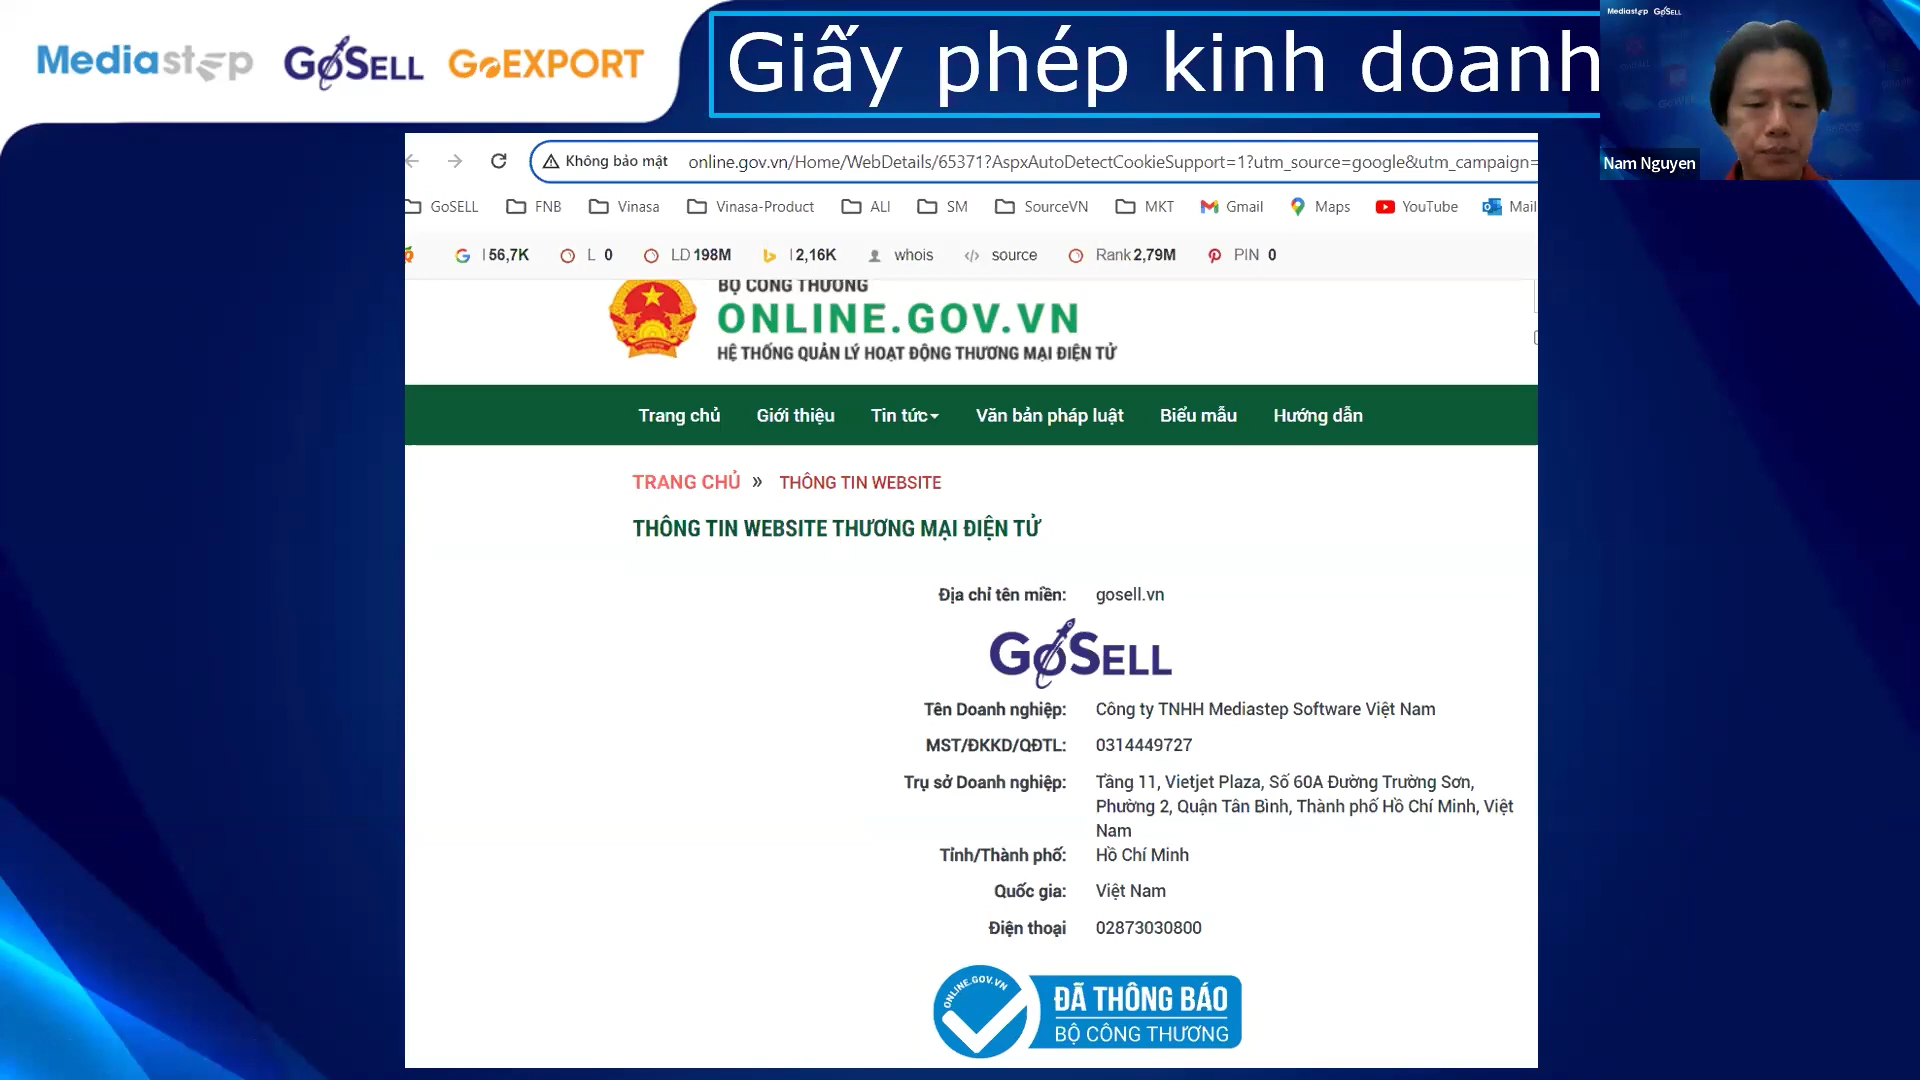 Mediastep GoSELL GoEXPORT
Giấy phép kinh doanh
Mediastep GoSELL
Nam Nguyen
Không bảo mật online.gov.vn/Home/WebDetails/65371?AspxAutoDetectCookieSupport=1?utm_source=google&utm_campaign=
GoSELL FNB Vinasa Vinasa-Product ALI SM SourceVN MKT Gmail Maps YouTube Mail
I 56,7K L 0 LD 198M I 2,16K whois source Rank 2,79M PIN 0
BỘ CÔNG THƯƠNG
ONLINE.GOV.VN
HỆ THỐNG QUẢN LÝ HOẠT ĐỘNG THƯƠNG MẠI ĐIỆN TỬ
Trang chủ Giới thiệu Tin tức Văn bản pháp luật Biểu mẫu Hướng dẫn
TRANG CHỦ » THÔNG TIN WEBSITE
THÔNG TIN WEBSITE THƯƠNG MẠI ĐIỆN TỬ
Địa chỉ tên miền: gosell.vn
GoSELL
Tên Doanh nghiệp: Công ty TNHH Mediastep Software Việt Nam
MST/ĐKKD/QĐTL: 0314449727
Trụ sở Doanh nghiệp: Tầng 11, Vietjet Plaza, Số 60A Đường Trường Sơn,
Phường 2, Quận Tân Bình, Thành phố Hồ Chí Minh, Việt
Nam
Tỉnh/Thành phố: Hồ Chí Minh
Quốc gia: Việt Nam
Điện thoại 02873030800
ONLINE.GOV.VN
ĐÃ THÔNG BÁO
BỘ CÔNG THƯƠNG